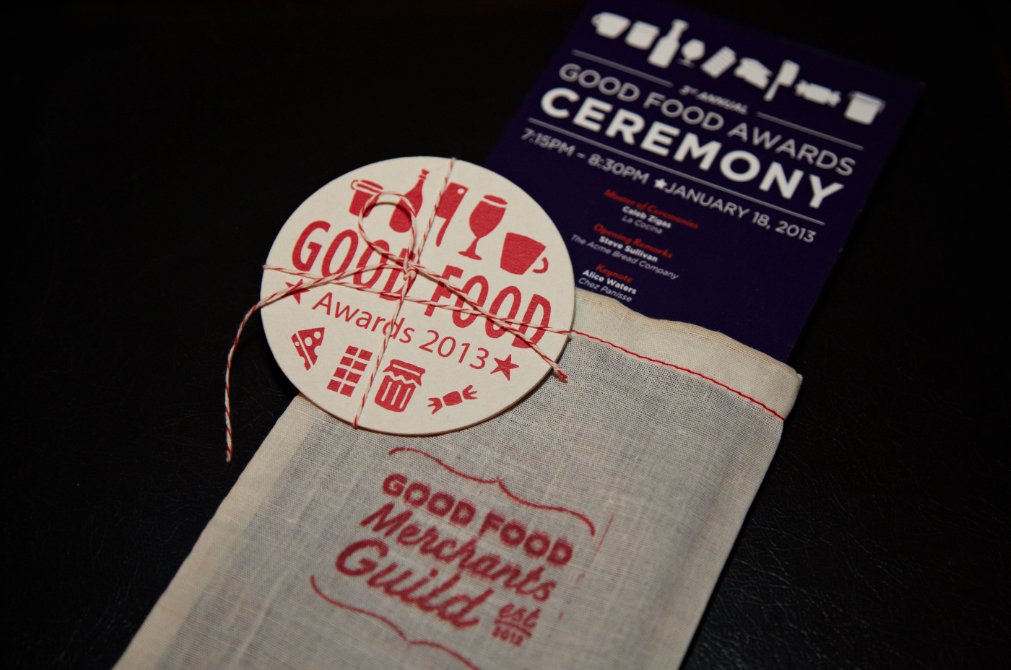 3rd ANNUAL
GOOD FOOD AWARDS
CEREMONY
7:15PM - 8:30PM ★ JANUARY 18, 2013
Master of Ceremonies
Caleb Zigas
La Cocina
Opening Remarks
Steve Sullivan
The Acme Bread Company
Keynote
Alice Waters
Chez Panisse
GOOD FOOD
★ Awards 2013 ★
GOOD FOOD
Merchants
Guild
est
2012